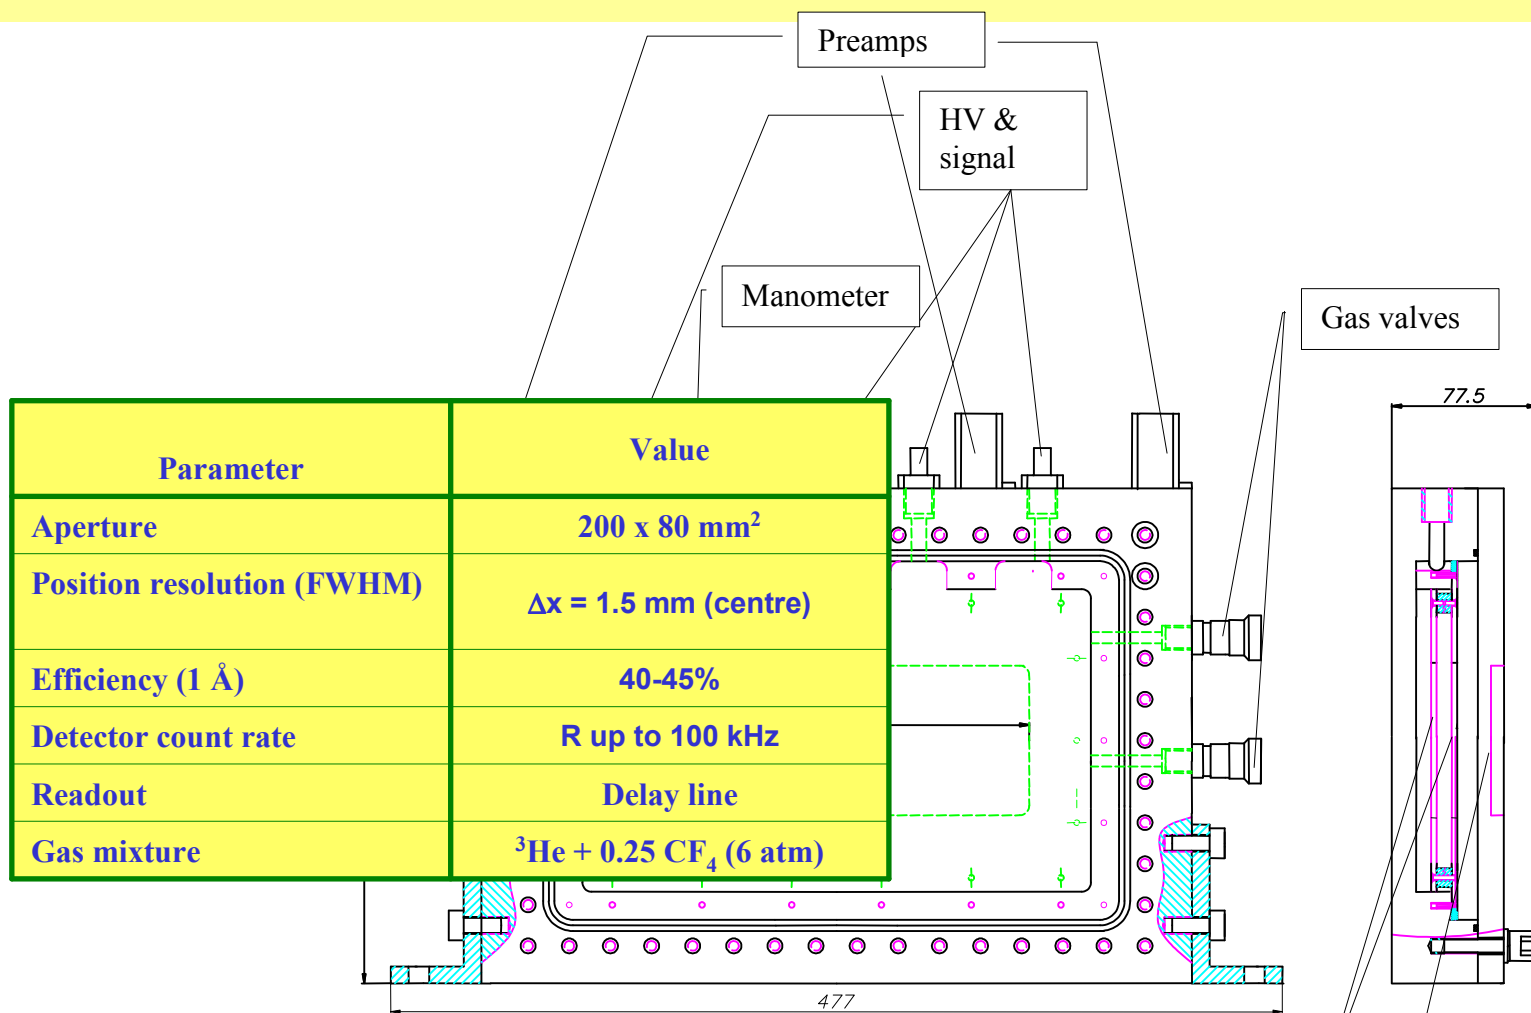 Preamps
HV &
signal
Manometer
Gas valves
77.5
Parameter Value
Aperture 200 x 80 mm²
Position resolution (FWHM) Δx = 1.5 mm (centre)
Efficiency (1 Å) 40-45%
Detector count rate R up to 100 kHz
Readout Delay line
Gas mixture ³He + 0.25 CF₄ (6 atm)
477